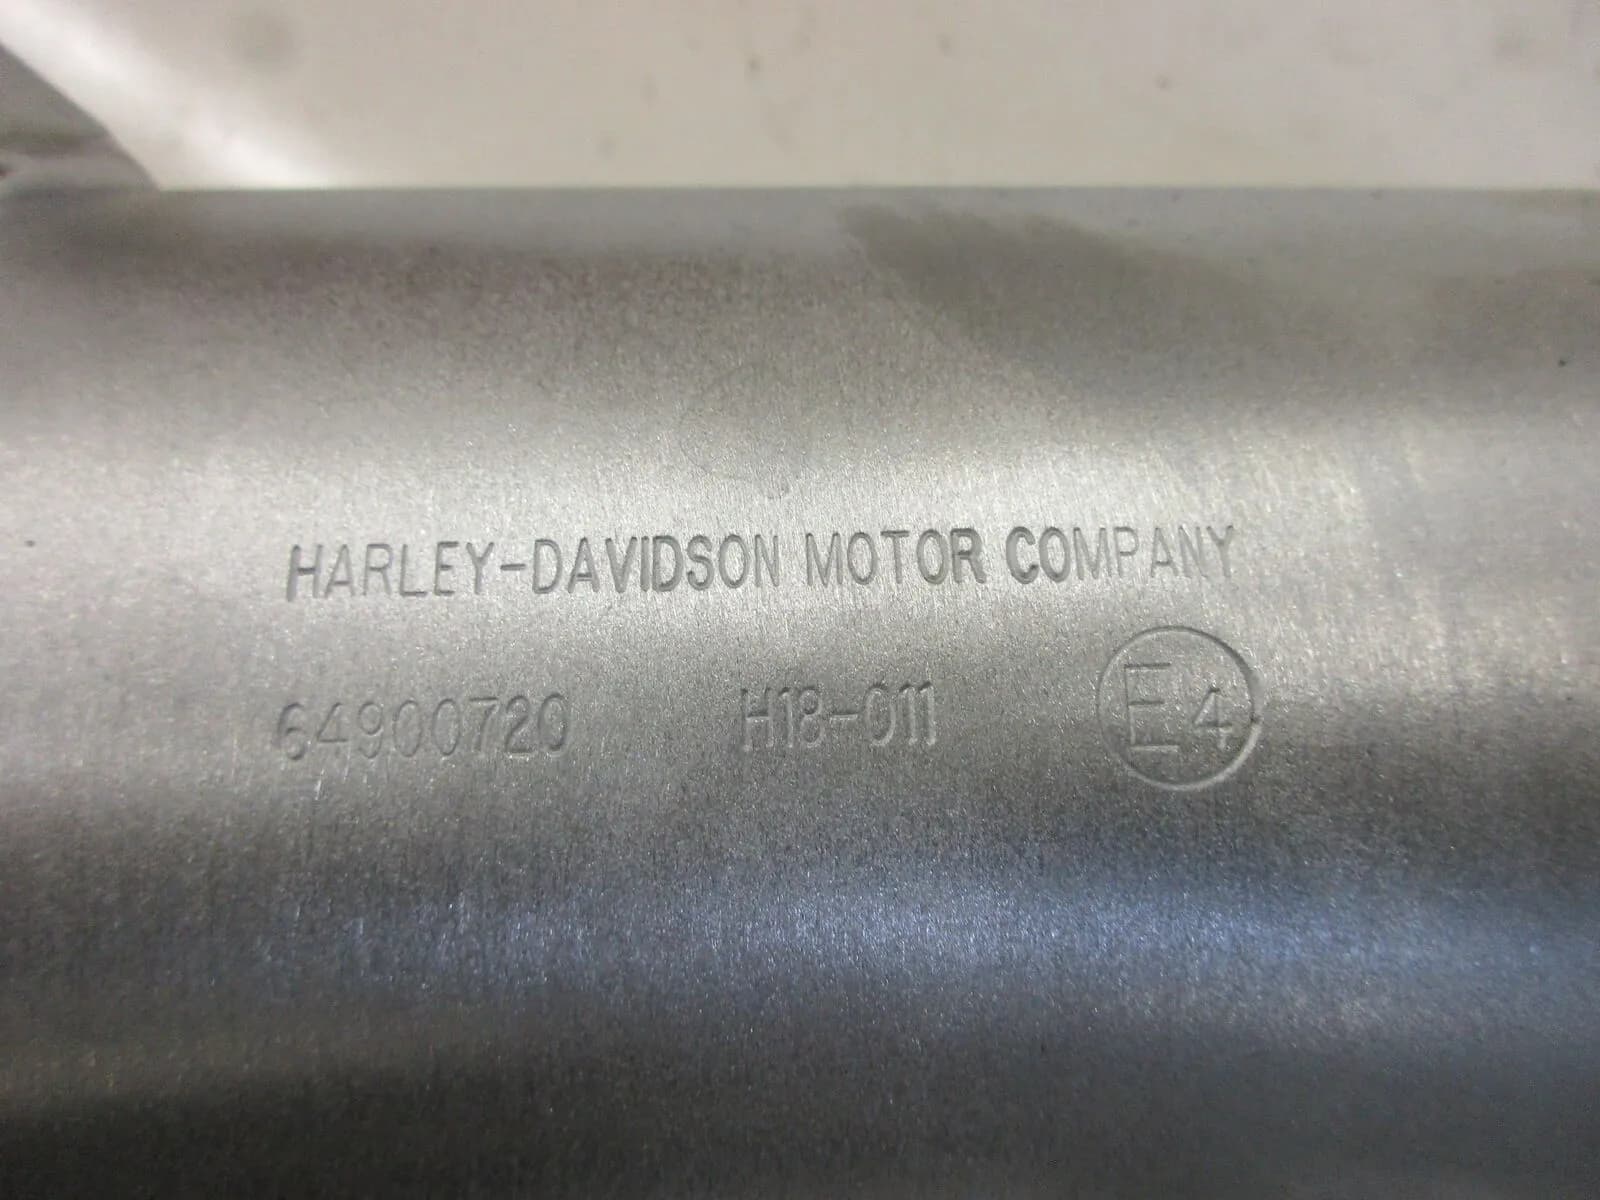 HARLEY-DAVIDSON MOTOR COMPANY
64900720 H18-011 E4